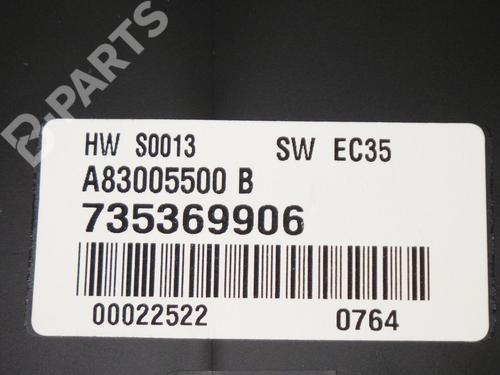 B-PARTS
HW S0013 SW EC35
A83005500 B
735369906
00022522 0764